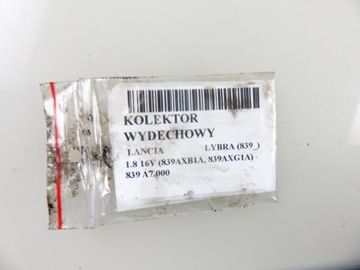 KOLEKTOR
WYDECHOWY
LANCIA LYBRA (839_)
1.8 16V (839AXB1A, 839AXG1A) -
839 A7.000